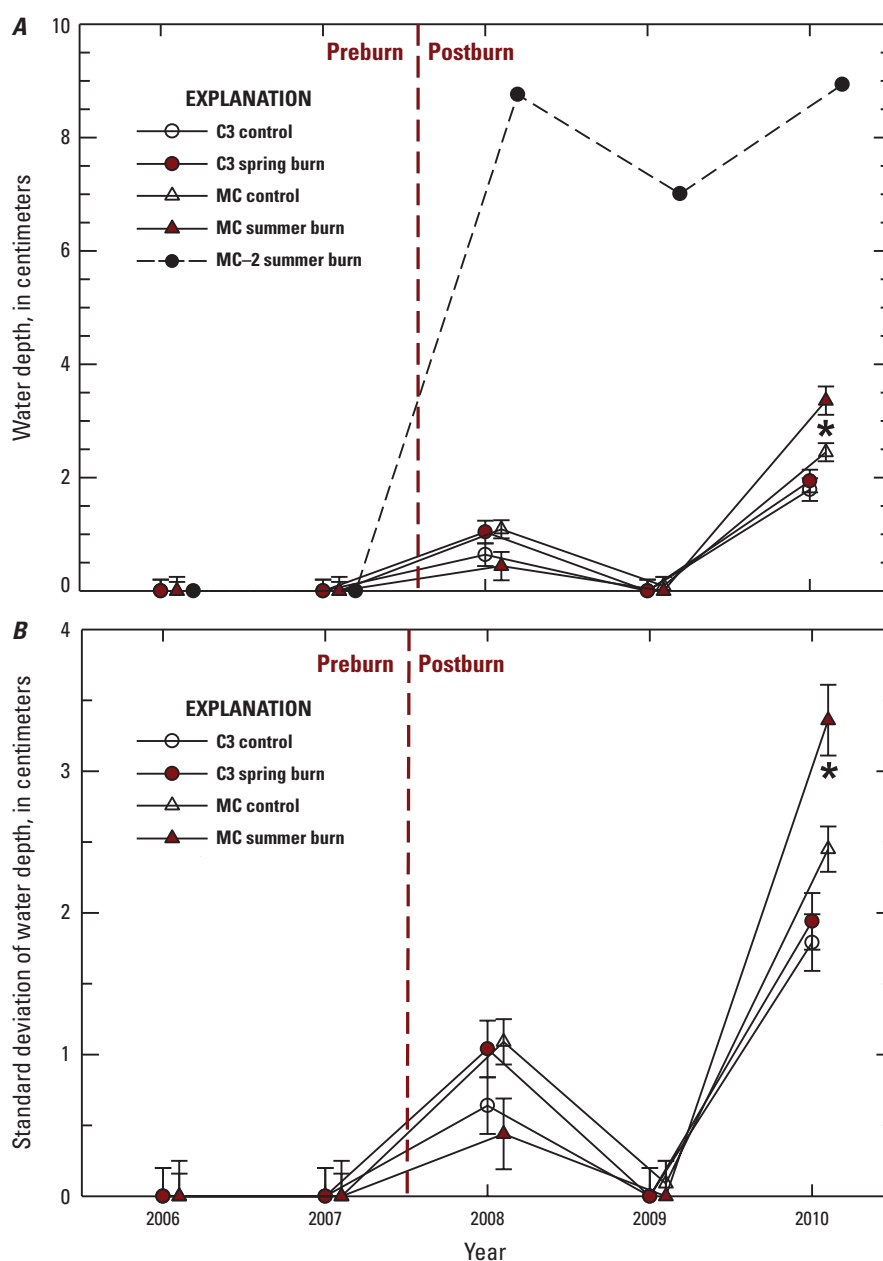 A
10
Preburn
Postburn
EXPLANATION
8
C3 control
C3 spring burn
MC control
MC summer burn
MC–2 summer burn
6
4
2
0
Water depth, in centimeters
*
B
4
Preburn
Postburn
EXPLANATION
C3 control
C3 spring burn
MC control
MC summer burn
3
2
1
0
Standard deviation of water depth, in centimeters
*
2006 2007 2008 2009 2010
Year